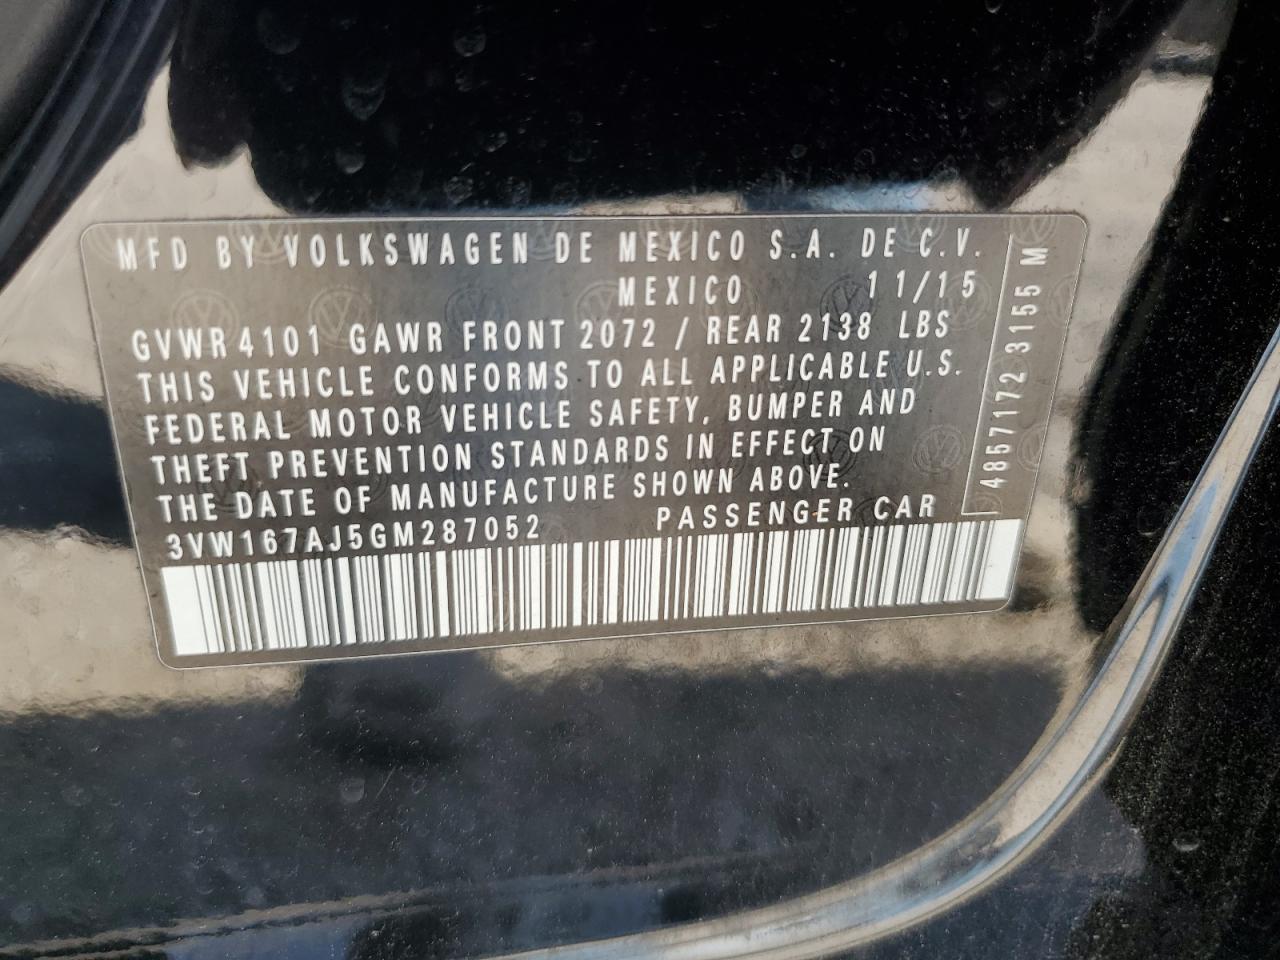 MFD BY VOLKSWAGEN DE MEXICO S.A. DE C.V.
MEXICO 11/15
GVWR 4101 GAWR FRONT 2072 / REAR 2138 LBS
THIS VEHICLE CONFORMS TO ALL APPLICABLE U.S.
FEDERAL MOTOR VEHICLE SAFETY, BUMPER AND
THEFT PREVENTION STANDARDS IN EFFECT ON
THE DATE OF MANUFACTURE SHOWN ABOVE.
3VW167AJ5GM287052 PASSENGER CAR
4857172 3155 M